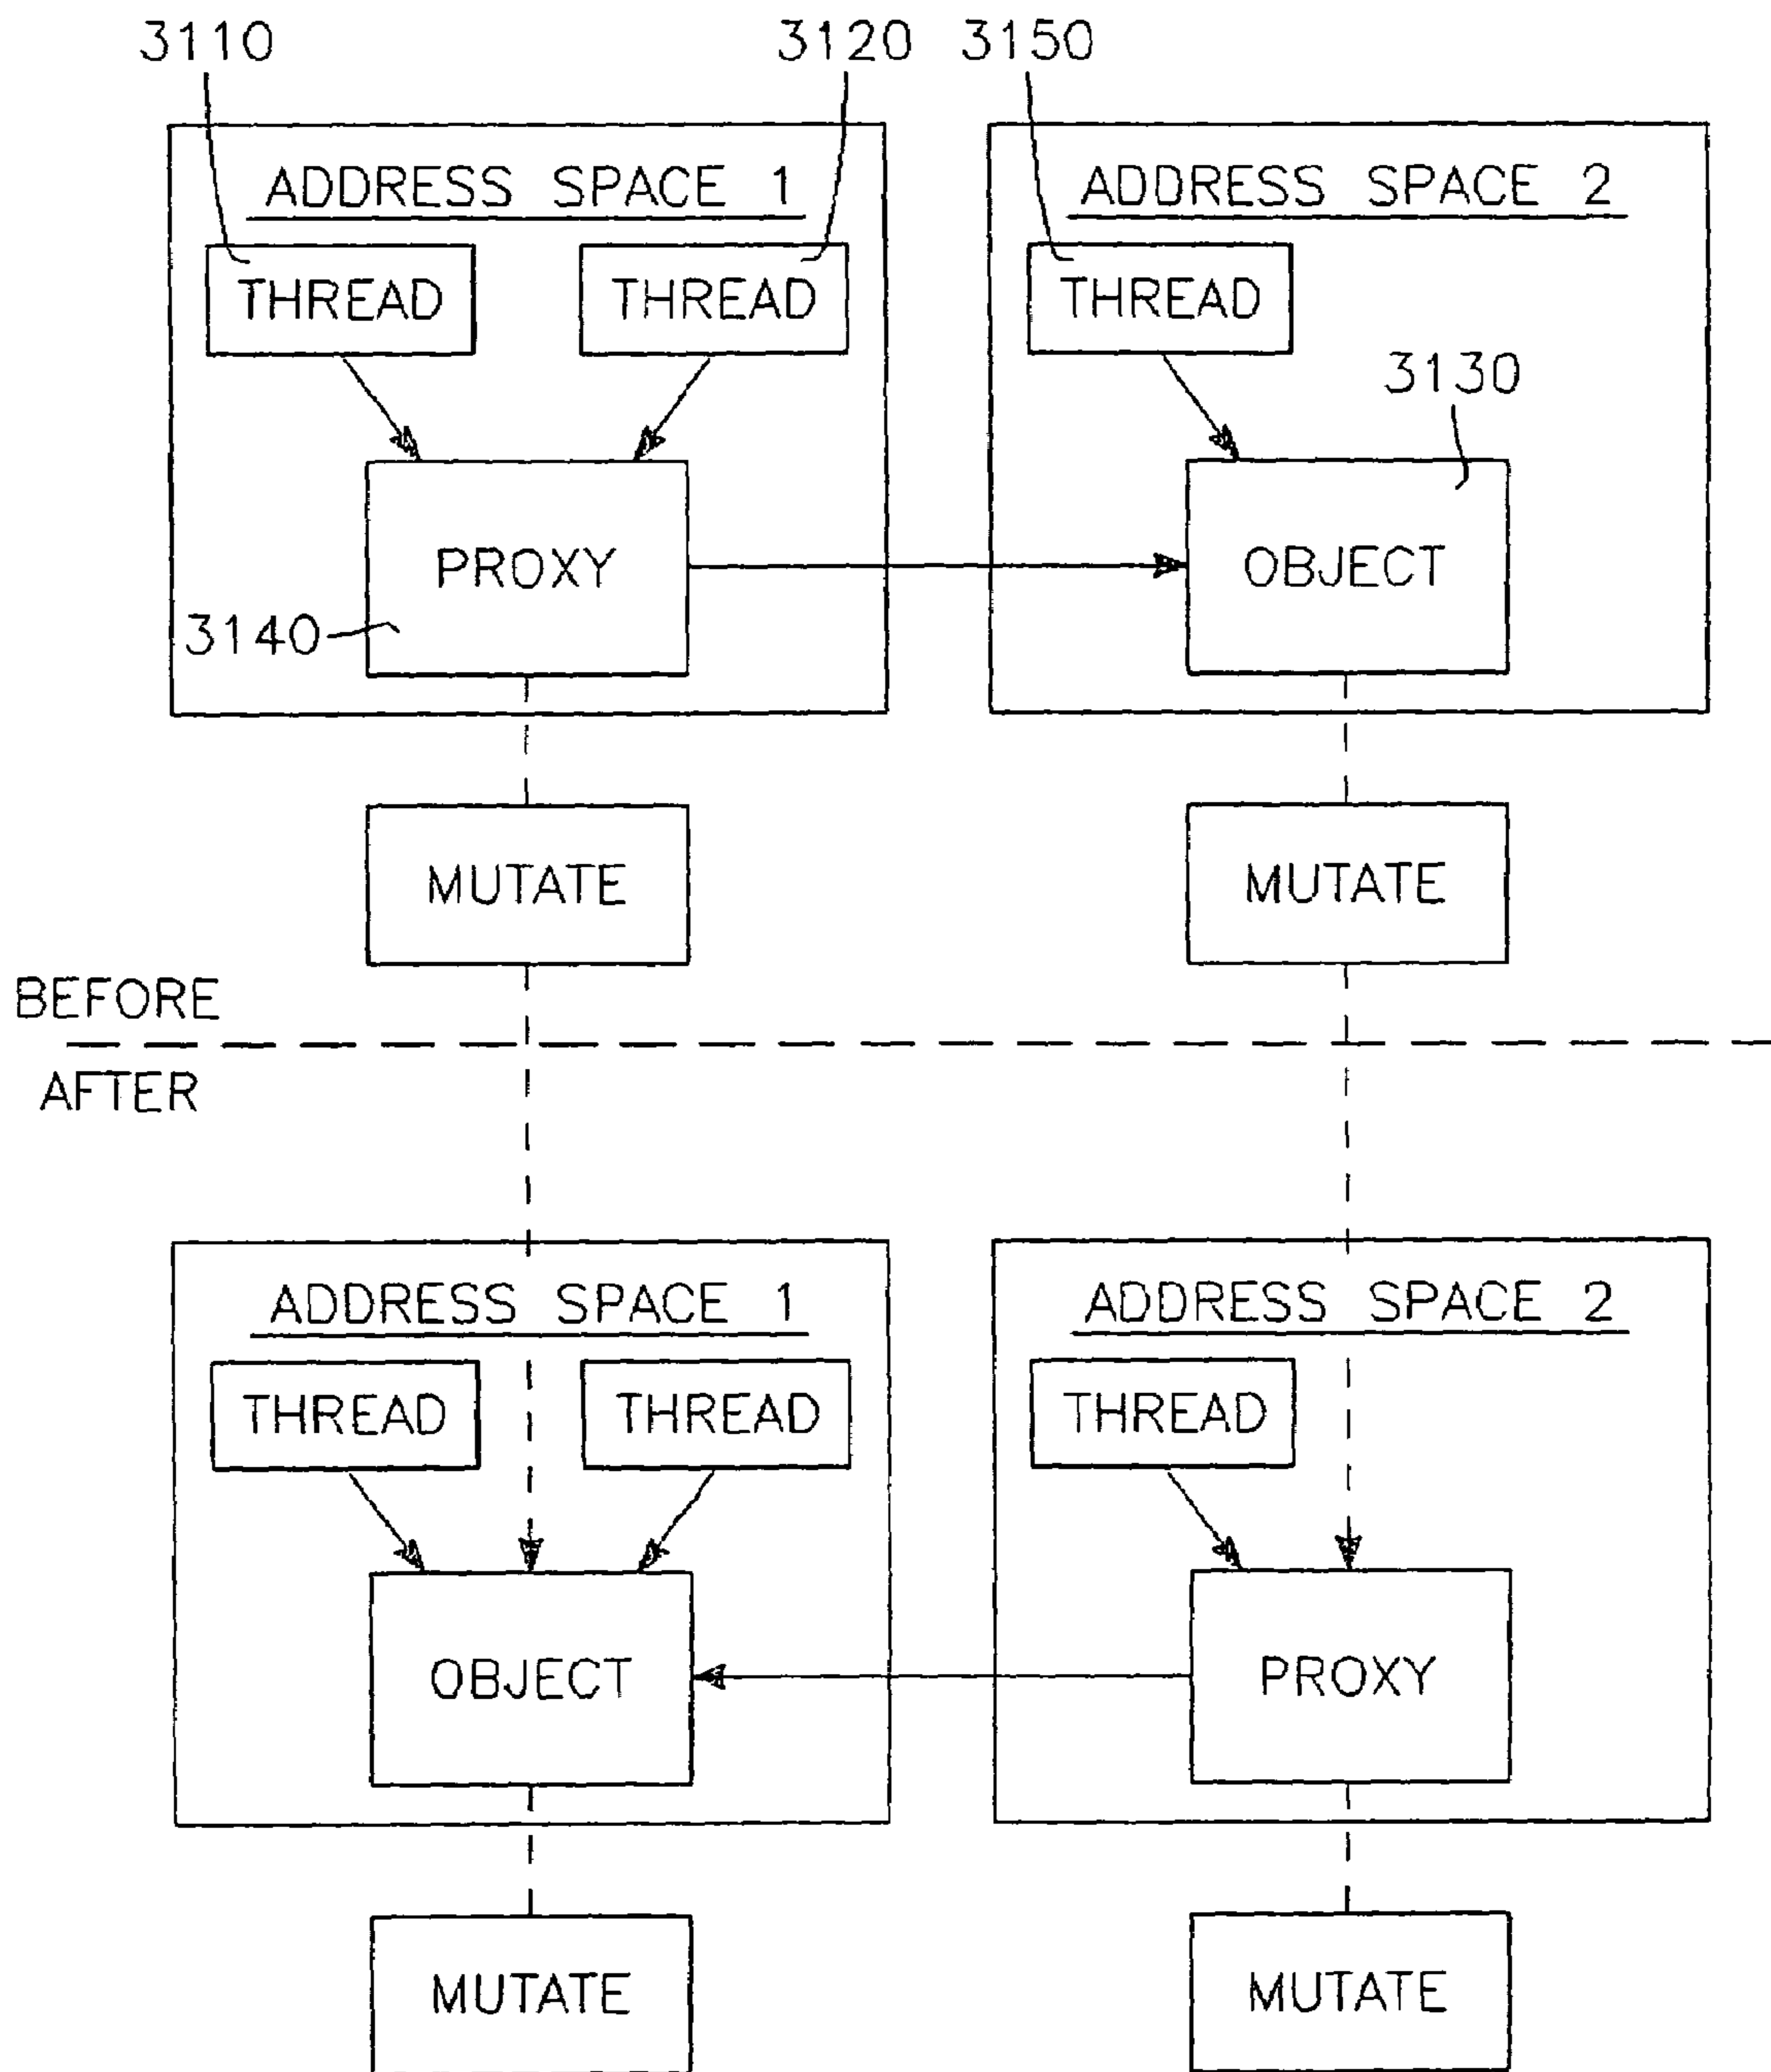 3110
3120
3150
ADDRESS SPACE 1
ADDRESS SPACE 2
THREAD
THREAD
THREAD
3130
PROXY
OBJECT
3140
MUTATE
MUTATE
BEFORE
AFTER
ADDRESS SPACE 1
ADDRESS SPACE 2
THREAD
THREAD
THREAD
OBJECT
PROXY
MUTATE
MUTATE